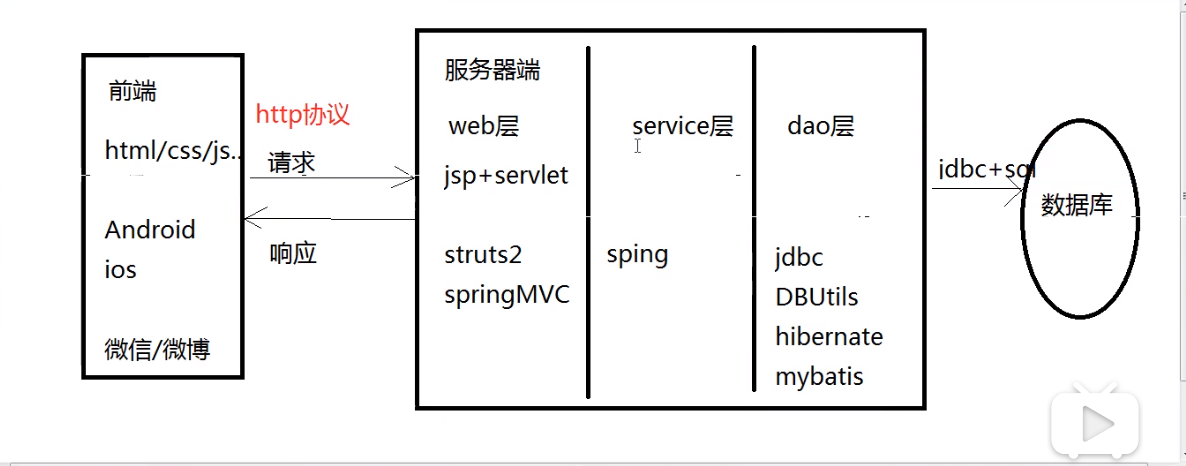 前端
html/css/js..
Android
ios
微信/微博
http协议
请求
响应
服务器端
web层
jsp+servlet
struts2
springMVC
service层
sping
dao层
jdbc
DBUtils
hibernate
mybatis
jdbc+sql
数据库